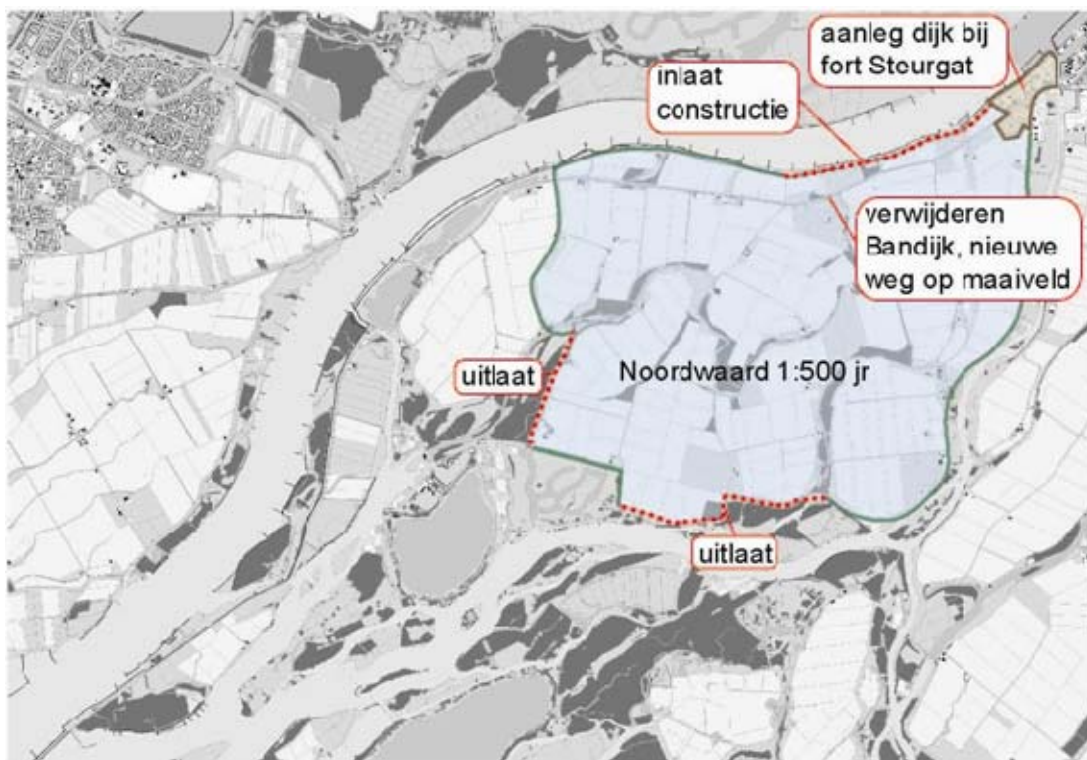 aanleg dijk bij
fort Steurgat
inlaat
constructie
verwijderen
Bandijk, nieuwe
weg op maaiveld
Noordwaard 1:500 jr
uitlaat
uitlaat